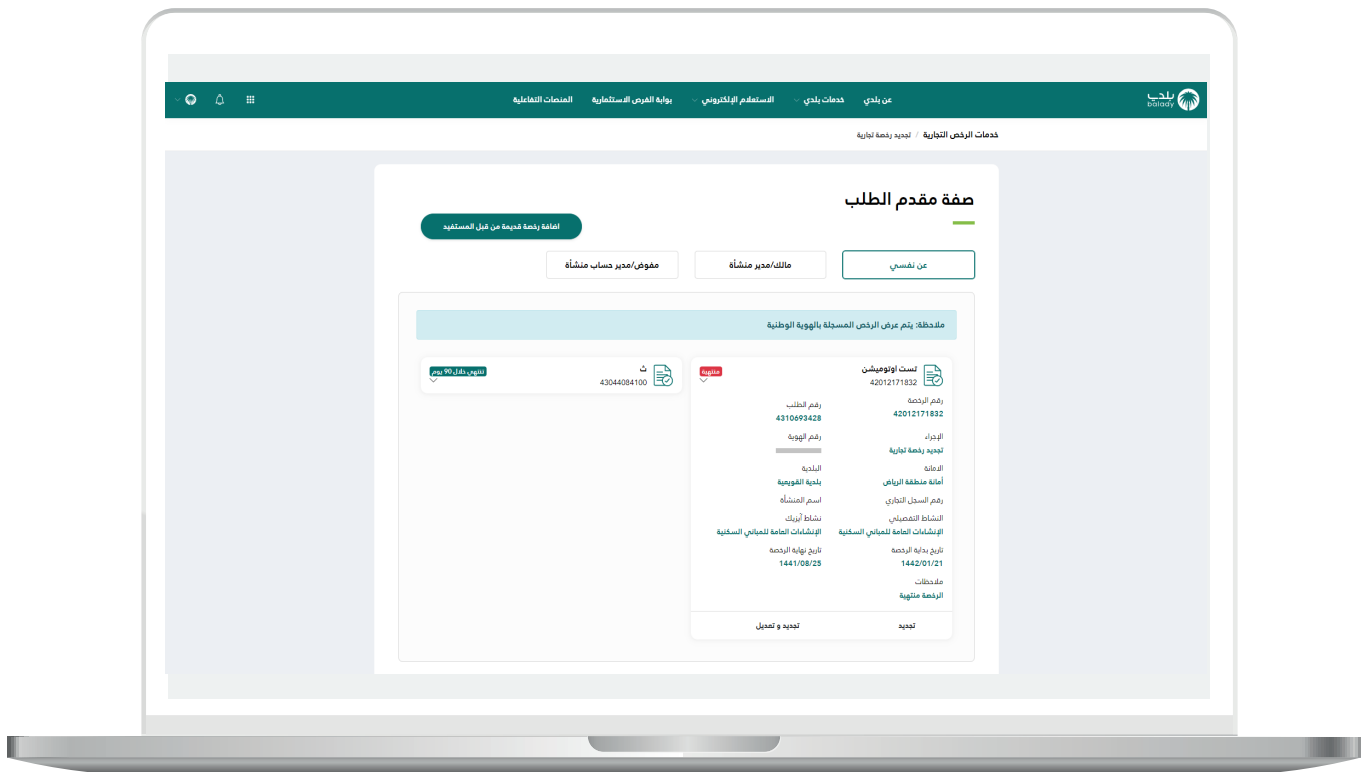 بلدي
balady
عن بلدي
خدمات بلدي
الاستعلام الإلكتروني
بوابة الفرص الاستثمارية
المنصات التفاعلية
خدمات الرخص التجارية / تجديد رخصة تجارية
صفة مقدم الطلب
اضافة رخصة قديمة من قبل المستفيد
عن نفسي
مالك/مدير منشأة
مفوض/مدير حساب منشأة
ملاحظة: يتم عرض الرخص المسجلة بالهوية الوطنية
تست اوتوميشن
42012171832
منتهية
رقم الرخصة
42012171832
رقم الطلب
4310693428
الإجراء
تجديد رخصة تجارية
رقم الهوية
الامانة
أمانة منطقة الرياض
البلدية
بلدية القويعية
رقم السجل التجاري
اسم المنشأة
النشاط التفصيلي
الإنشاءات العامة للمباني السكنية
نشاط آيزيك
الإنشاءات العامة للمباني السكنية
تاريخ بداية الرخصة
1442/01/21
تاريخ نهاية الرخصة
1441/08/25
ملاحظات
الرخصة منتهية
تجديد
تجديد و تعديل
ث
43044084100
تنتهي خلال 90 يوم